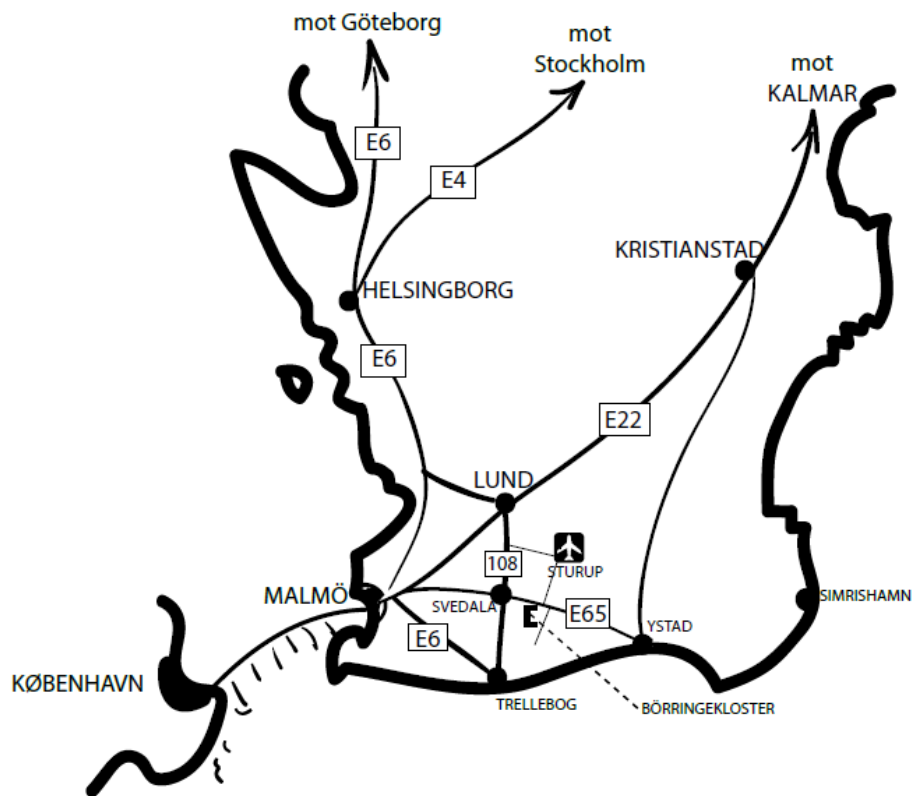 mot Göteborg
mot
Stockholm
mot
KALMAR
E6
E4
KRISTIANSTAD
HELSINGBORG
E6
E22
LUND
108
STURUP
MALMÖ
SVEDALA
E65
SIMRISHAMN
E6
YSTAD
KØBENHAVN
TRELLEBOG
BÖRRINGEKLOSTER